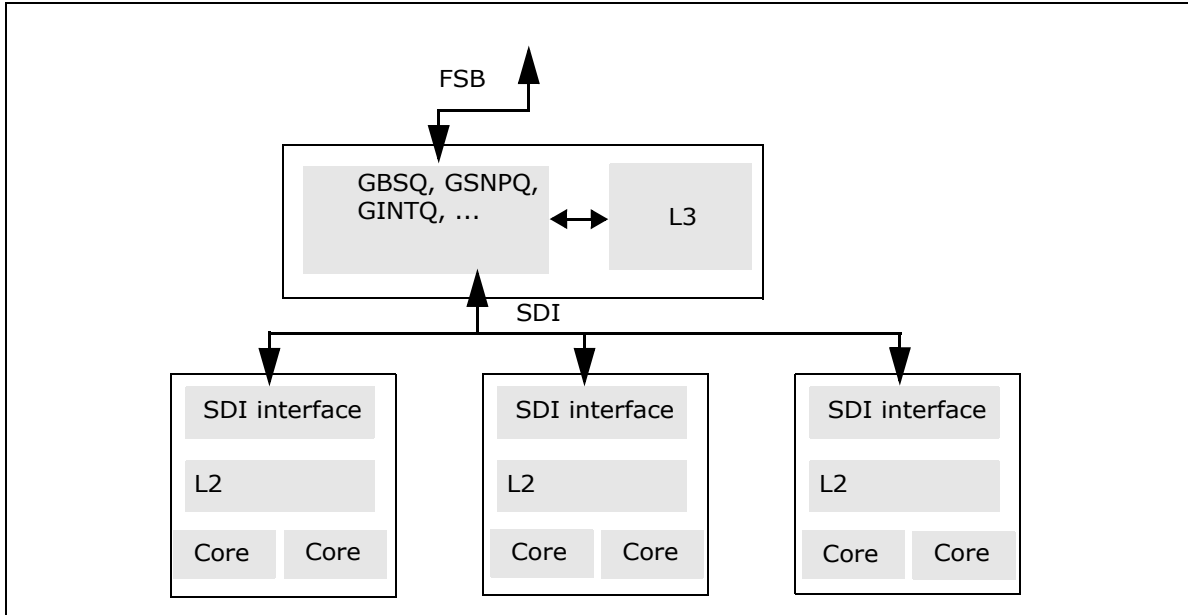 FSB
GBSQ, GSNPQ,
GINTQ, ...
L3
SDI
SDI interface
SDI interface
SDI interface
L2
L2
L2
Core
Core
Core
Core
Core
Core